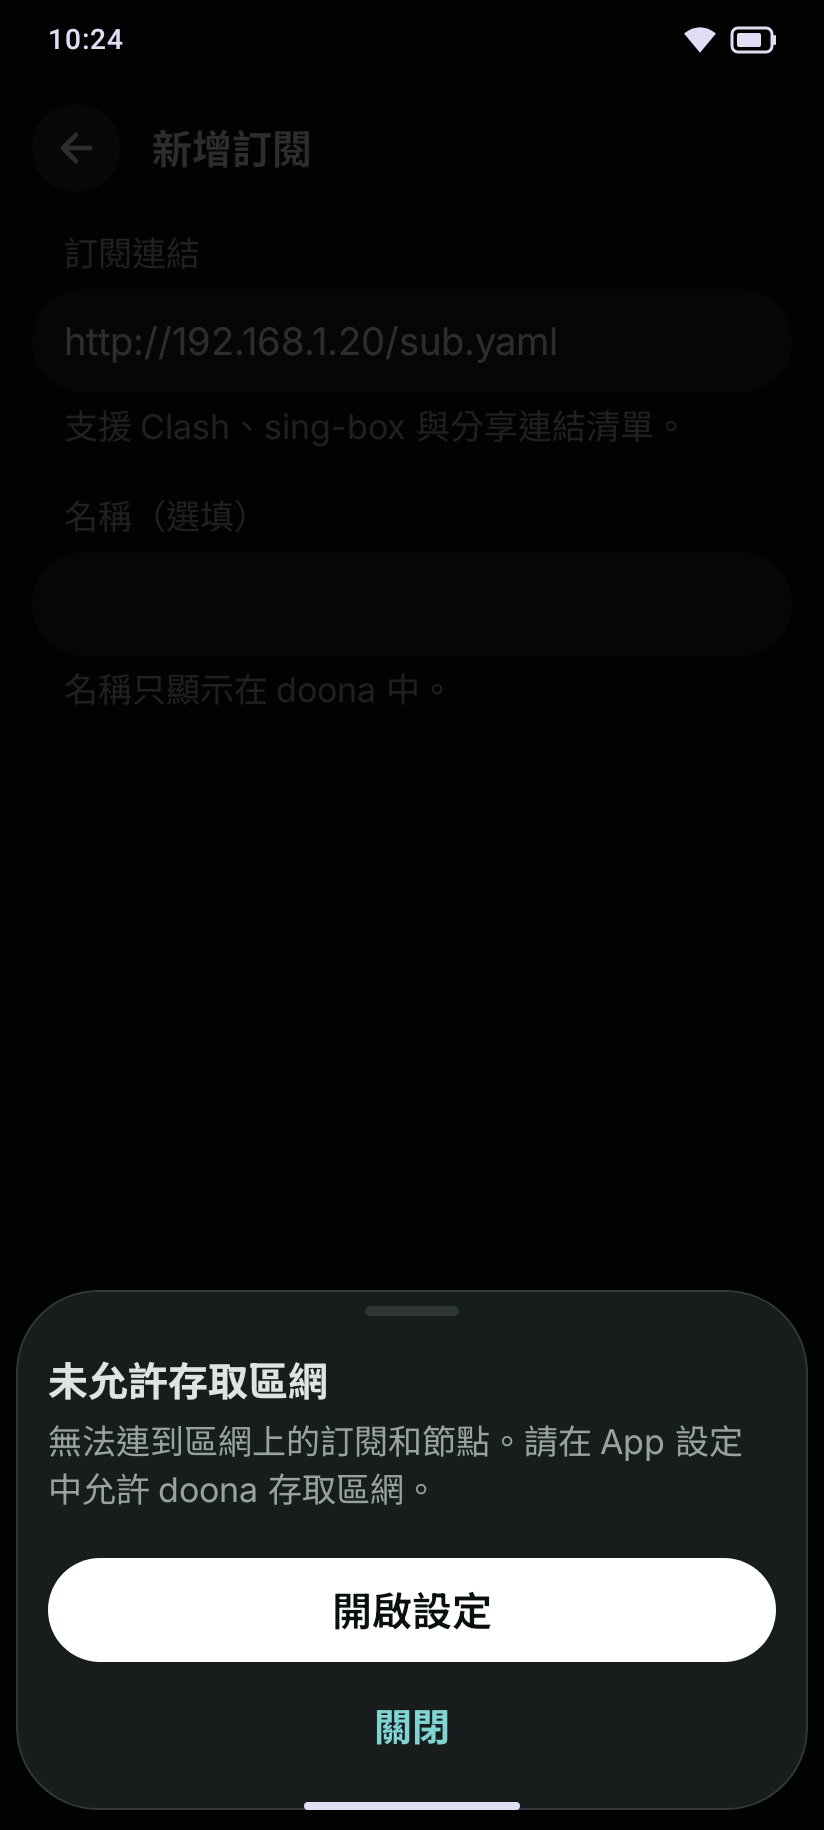 10:24
新增訂閱
訂閱連結
http://192.168.1.20/sub.yaml
支援 Clash、sing-box 與分享連結清單。
名稱（選填）
名稱只顯示在 doona 中。
未允許存取區網
無法連到區網上的訂閱和節點。請在 App 設定
中允許 doona 存取區網。
開啟設定
關閉